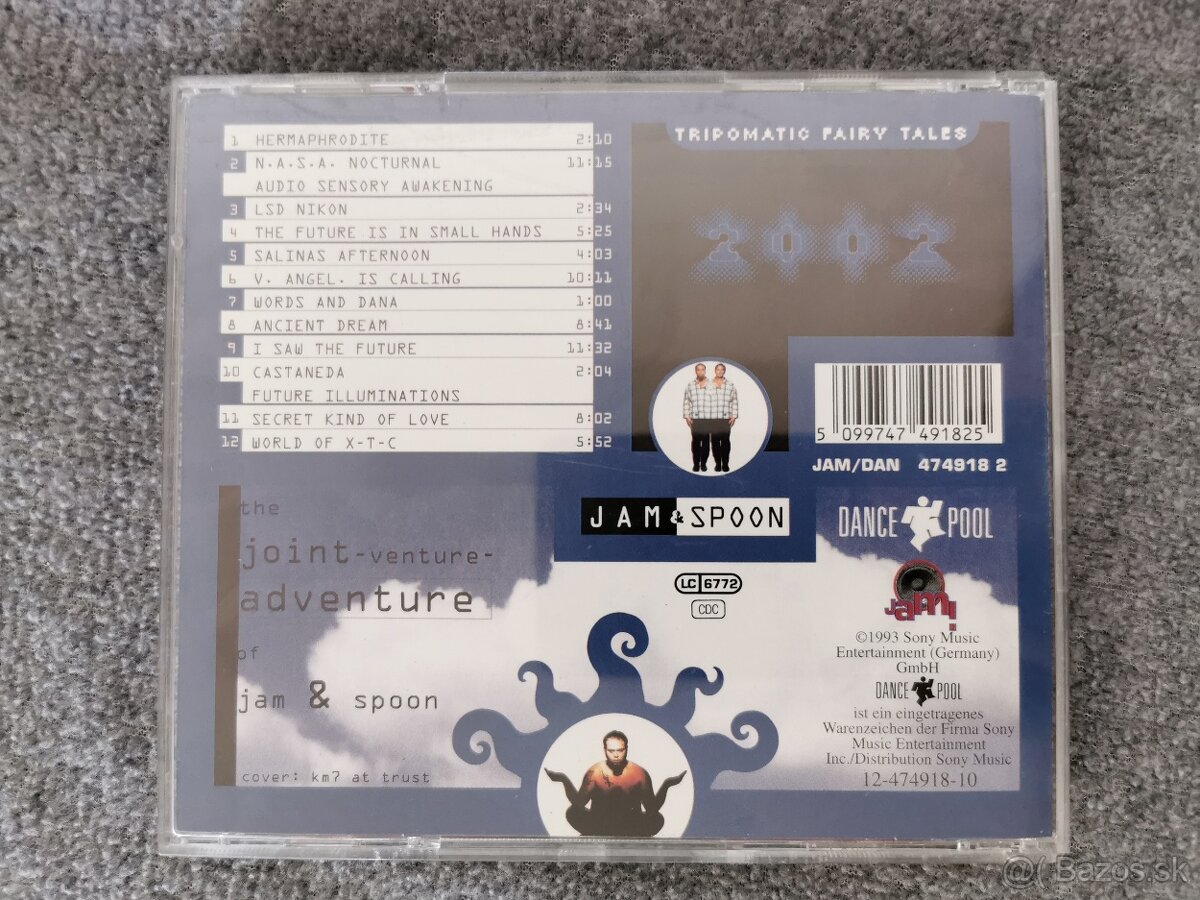 1 HERMAPHRODITE 2:10
2 N.A.S.A. NOCTURNAL 11:15
AUDIO SENSORY AWAKENING
3 LSD NIKON 2:34
4 THE FUTURE IS IN SMALL HANDS 5:25
5 SALINAS AFTERNOON 4:03
6 V. ANGEL. IS CALLING 10:11
7 WORDS AND DANA 1:00
8 ANCIENT DREAM 8:41
9 I SAW THE FUTURE 11:32
10 CASTANEDA 2:04
FUTURE ILLUMINATIONS
11 SECRET KIND OF LOVE 8:02
12 WORLD OF X-T-C 5:52
TRIPOMATIC FAIRY TALES
2002
5 099747 491825
JAM/DAN 474918 2
JAM & SPOON
DANCE POOL
LC 6772
CDC
Jam!
©1993 Sony Music
Entertainment (Germany)
GmbH
DANCE POOL
ist ein eingetragenes
Warenzeichen der Firma Sony
Music Entertainment
Inc./Distribution Sony Music
12-474918-10
the
joint-venture-
adventure
of
jam & spoon
cover: km7 at trust
@( Bazos.sk